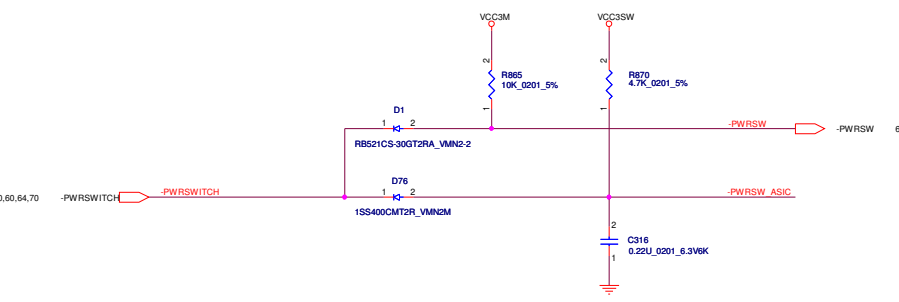 VCC3M
VCC3SW
2
2
R865
10K_0201_5%
R870
4.7K_0201_5%
1
1
D1
1
2
-PWRSW
-PWRSW
6
RB521CS-30GT2RA_VMN2-2
D76
0,60,64,70
-PWRSWITCH
-PWRSWITCH
1
2
-PWRSW_ASIC
1SS400CMT2R_VMN2M
2
C316
0.22U_0201_6.3V6K
1